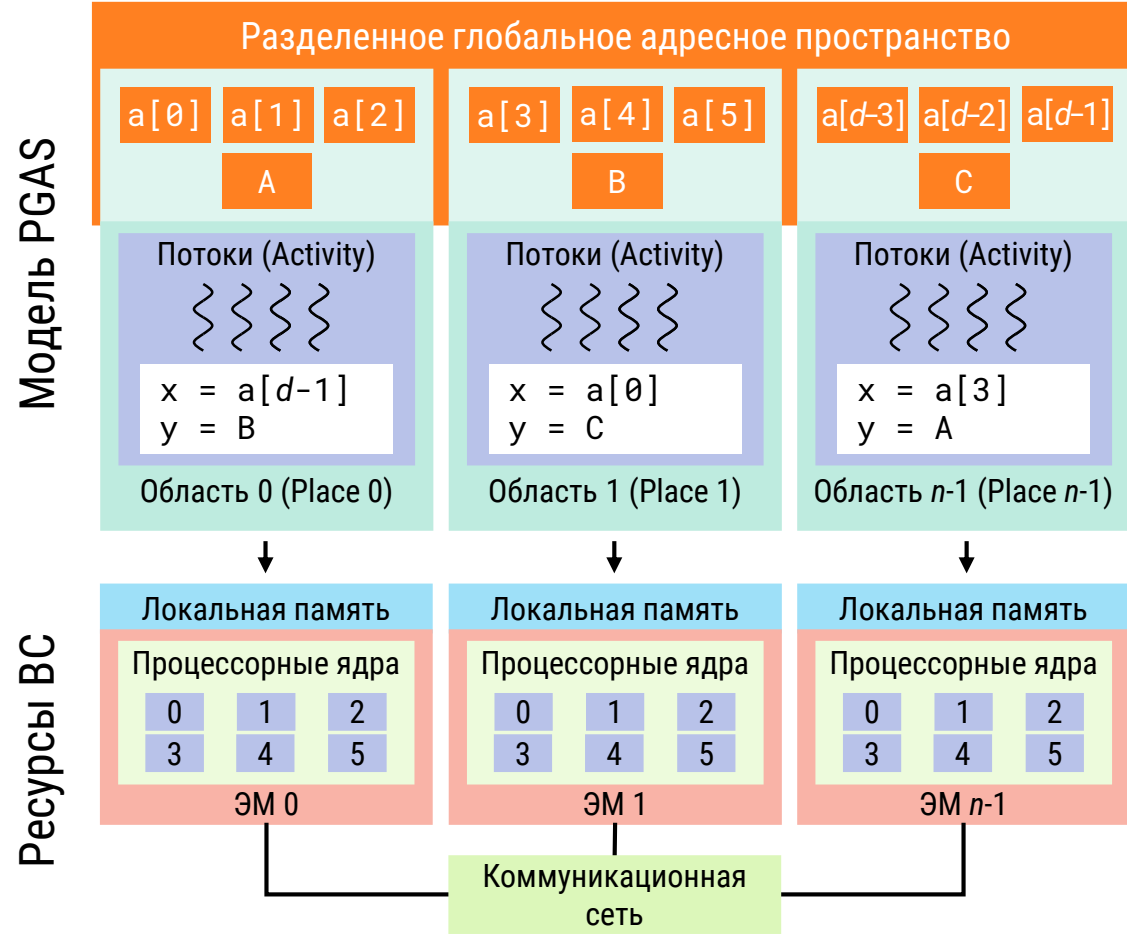 Разделенное глобальное адресное пространство
a[0] a[1] a[2] a[3] a[4] a[5] a[d-3] a[d-2] a[d-1]
A B C
Модель PGAS
Потоки (Activity) Потоки (Activity) Потоки (Activity)
x = a[d-1] x = a[0] x = a[3]
y = B y = C y = A
Область 0 (Place 0) Область 1 (Place 1) Область n-1 (Place n-1)
Ресурсы ВС
Локальная память Локальная память Локальная память
Процессорные ядра Процессорные ядра Процессорные ядра
0 1 2 0 1 2 0 1 2
3 4 5 3 4 5 3 4 5
ЭМ 0 ЭМ 1 ЭМ n-1
Коммуникационная
сеть